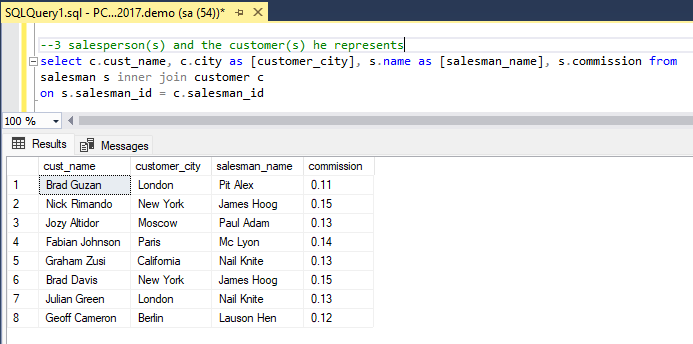 SQLQuery1.sql - PC...2017.demo (sa (54))*
--3 salesperson(s) and the customer(s) he represents
select c.cust_name, c.city as [customer_city], s.name as [salesman_name], s.commission from
salesman s inner join customer c
on s.salesman_id = c.salesman_id
100 %
Results Messages
cust_name customer_city salesman_name commission
1 Brad Guzan London Pit Alex 0.11
2 Nick Rimando New York James Hoog 0.15
3 Jozy Altidor Moscow Paul Adam 0.13
4 Fabian Johnson Paris Mc Lyon 0.14
5 Graham Zusi California Nail Knite 0.13
6 Brad Davis New York James Hoog 0.15
7 Julian Green London Nail Knite 0.13
8 Geoff Cameron Berlin Lauson Hen 0.12